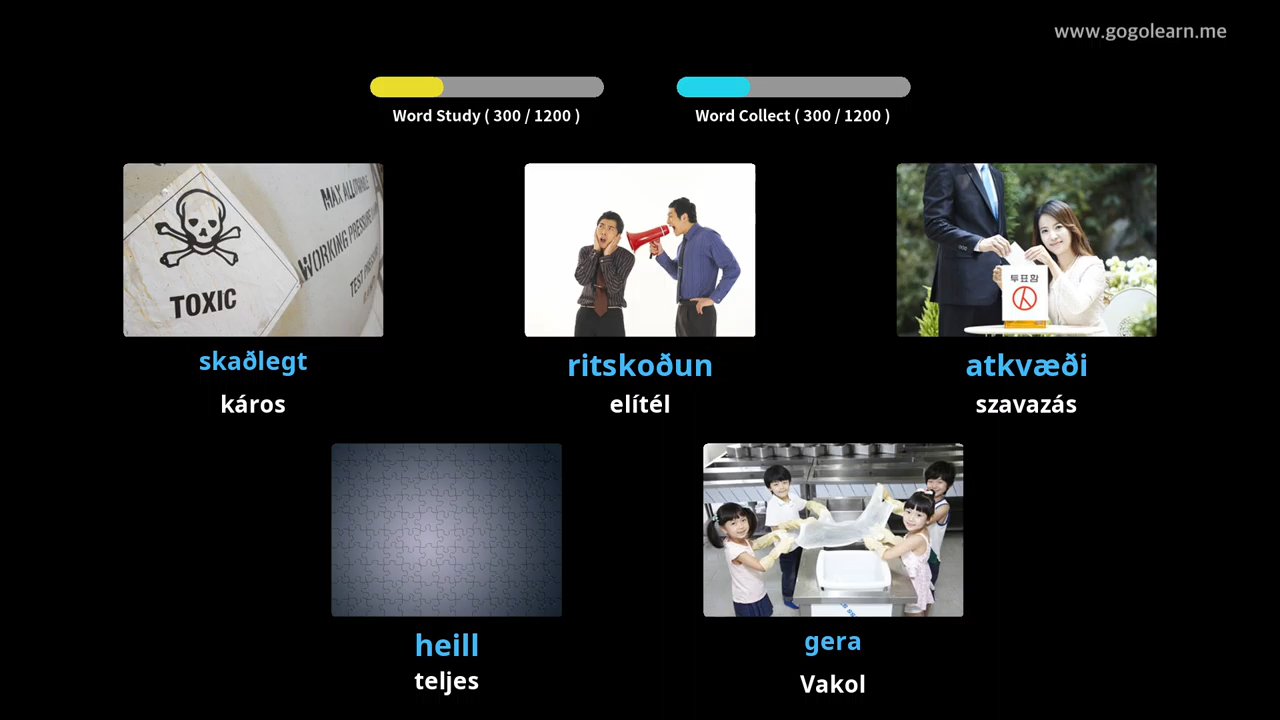 www.gogolearn.me
Word Study ( 300 / 1200 )
Word Collect ( 300 / 1200 )
MAX ALLOWABLE
WORKING PRESSURE
TEST
TOXIC
투표함
skaðlegt
ritskoðun
atkvæði
káros
elítél
szavazás
heill
gera
teljes
Vakol